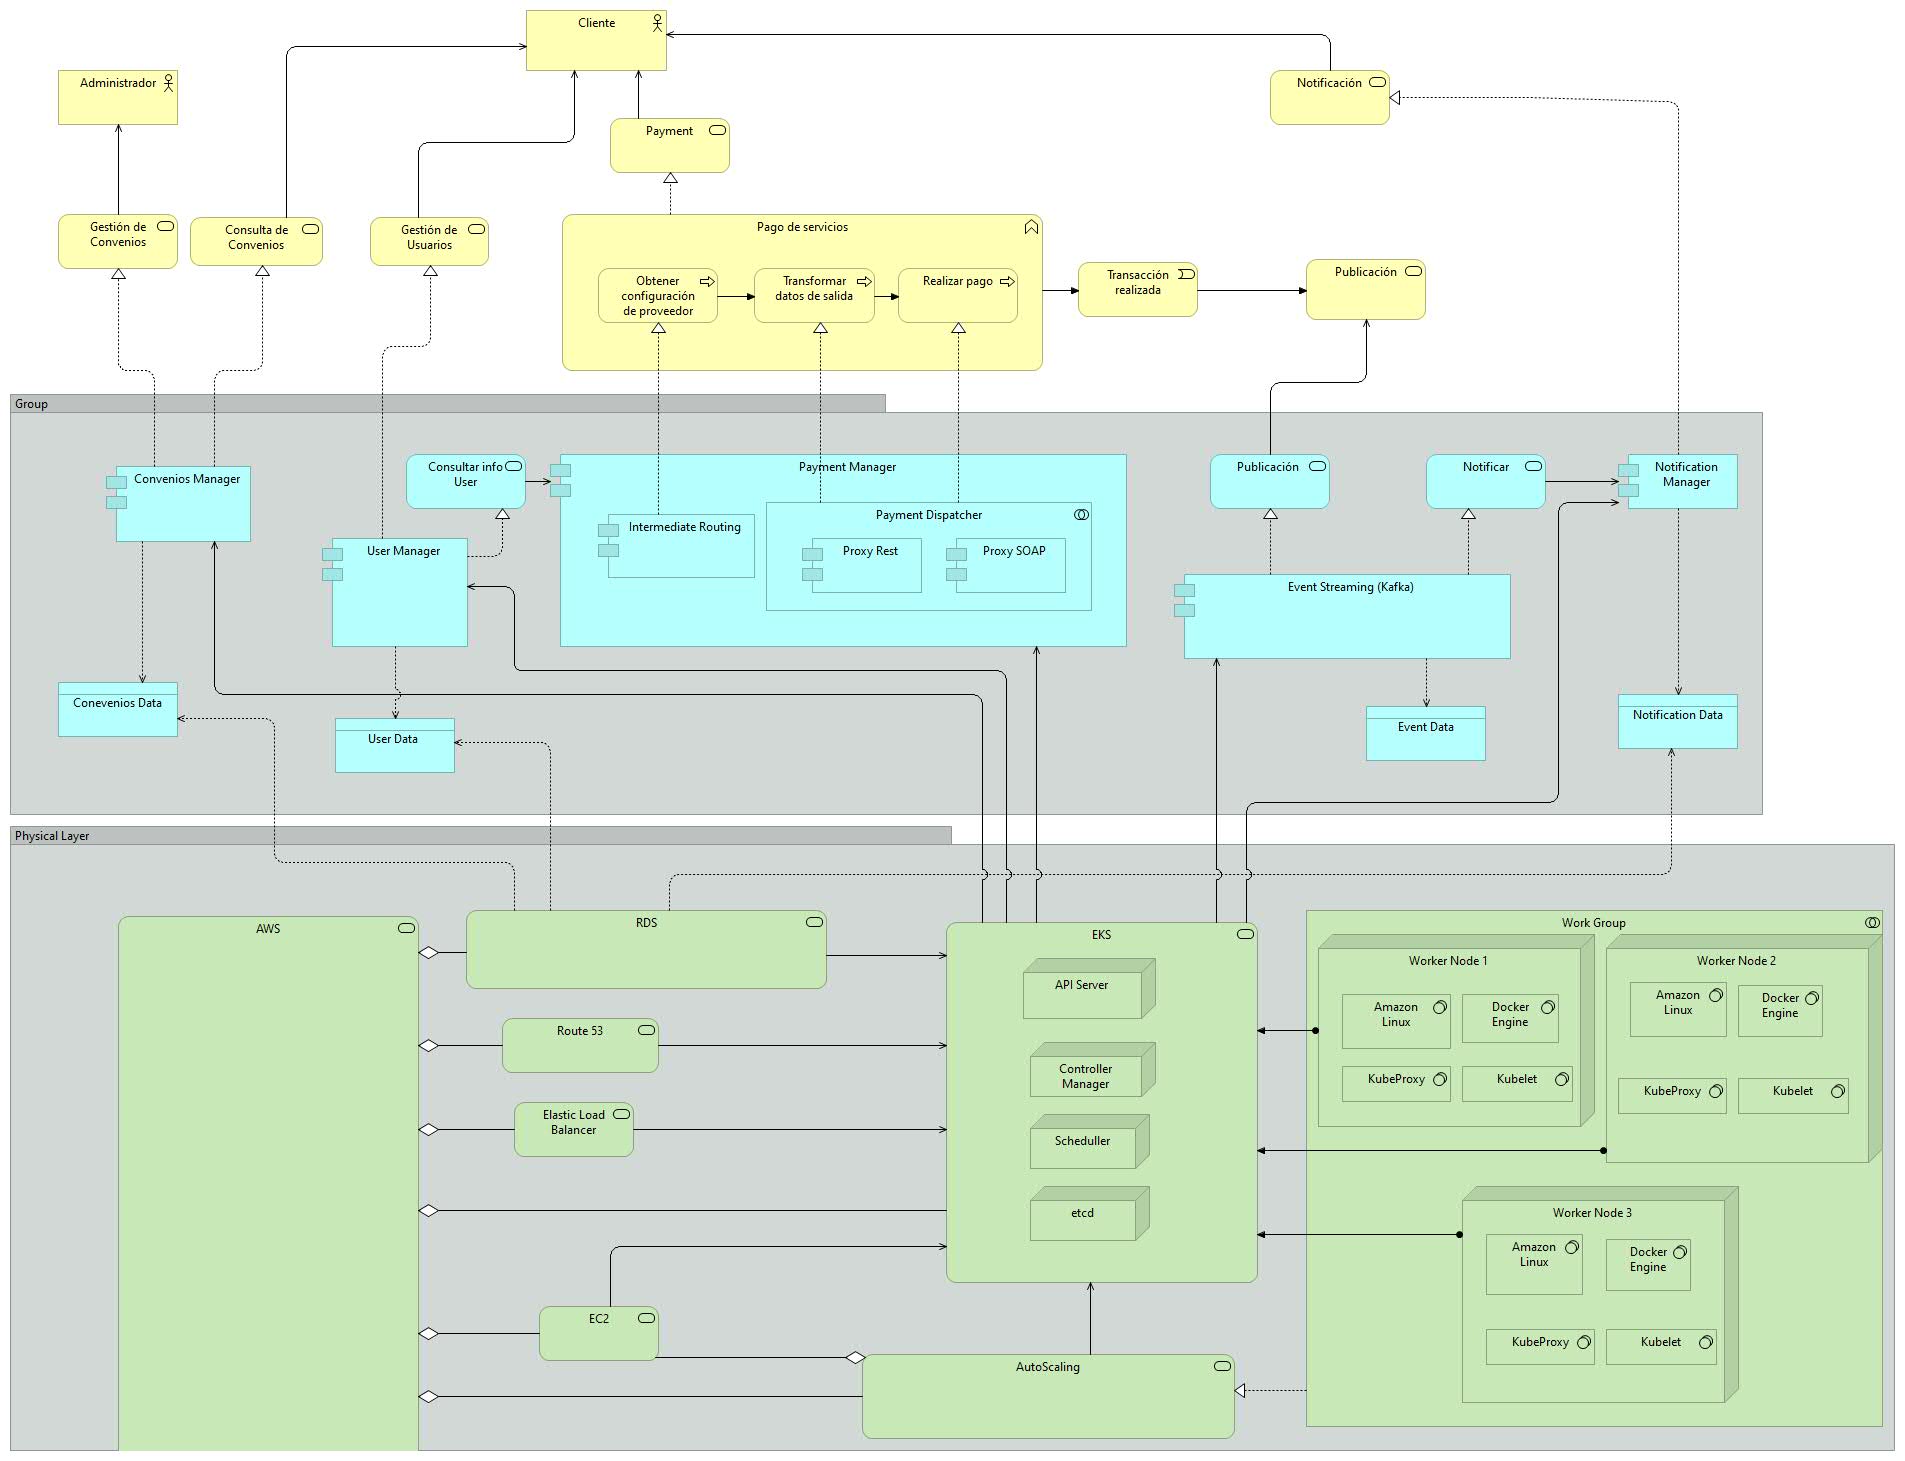 Cliente
Administrador
Notificación
Payment
Gestión de
Convenios
Consulta de
Convenios
Gestión de
Usuarios
Pago de servicios
Obtener
configuración
de proveedor
Transformar
datos de salida
Realizar pago
Transacción
realizada
Publicación
Group
Convenios Manager
Consultar info
User
Payment Manager
Publicación
Notificar
Notification
Manager
User Manager
Intermediate Routing
Payment Dispatcher
Proxy Rest
Proxy SOAP
Event Streaming (Kafka)
Conevenios Data
User Data
Event Data
Notification Data
Physical Layer
AWS
RDS
Route 53
Elastic Load
Balancer
EC2
AutoScaling
EKS
API Server
Controller
Manager
Scheduller
etcd
Work Group
Worker Node 1
Amazon
Linux
Docker
Engine
KubeProxy
Kubelet
Worker Node 2
Amazon
Linux
Docker
Engine
KubeProxy
Kubelet
Worker Node 3
Amazon
Linux
Docker
Engine
KubeProxy
Kubelet